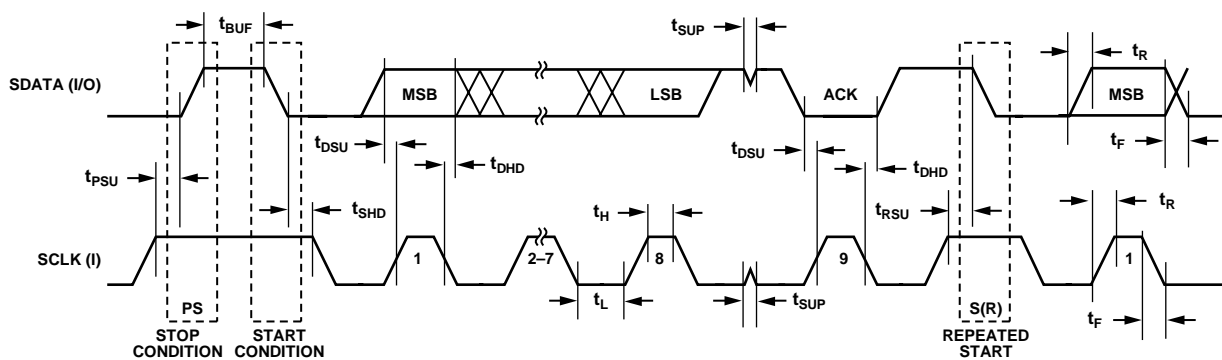 tBUF
tSUP
tR
SDATA (I/O)
MSB
LSB
ACK
MSB
tDSU
tDHD
tDSU
tDHD
tF
tPSU
tSHD
tH
tRSU
tR
SCLK (I)
1
2–7
8
9
1
PS
tL
tSUP
S(R)
tF
STOP
CONDITION
START
CONDITION
REPEATED
START